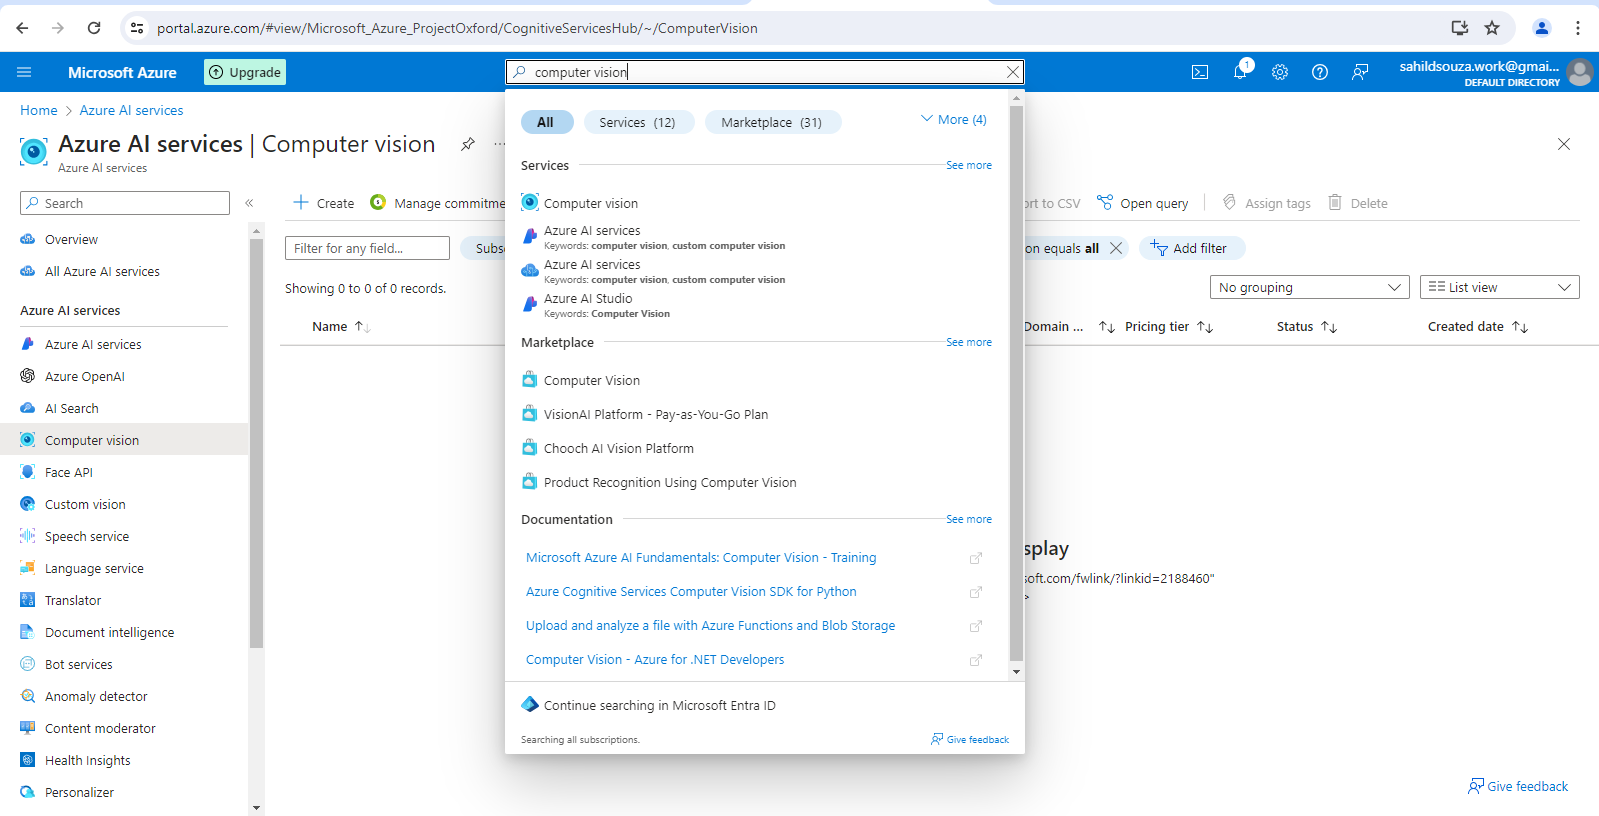 portal.azure.com/#view/Microsoft_Azure_ProjectOxford/CognitiveServicesHub/~/ComputerVision
Microsoft Azure
Upgrade
computer vision
1
sahildsouza.work@gmai...
DEFAULT DIRECTORY
Home > Azure AI services
Azure AI services | Computer vision
...
Azure AI services
Search
«
Overview
All Azure AI services
Azure AI services
Azure AI services
Azure OpenAI
AI Search
Computer vision
Face API
Custom vision
Speech service
Language service
Translator
Document intelligence
Bot services
Anomaly detector
Content moderator
Health Insights
Personalizer
Create
Manage commitme
ort to CSV
Open query
Assign tags
Delete
Filter for any field...
Subs
on equals all
Add filter
Showing 0 to 0 of 0 records.
No grouping
List view
Name
Domain ...
Pricing tier
Status
Created date
All
Services (12)
Marketplace (31)
More (4)
Services
See more
Computer vision
Azure AI services
Keywords: computer vision, custom computer vision
Azure AI services
Keywords: computer vision, custom computer vision
Azure AI Studio
Keywords: Computer Vision
Marketplace
See more
Computer Vision
VisionAI Platform - Pay-as-You-Go Plan
Chooch AI Vision Platform
Product Recognition Using Computer Vision
Documentation
See more
Microsoft Azure AI Fundamentals: Computer Vision - Training
Azure Cognitive Services Computer Vision SDK for Python
Upload and analyze a file with Azure Functions and Blob Storage
Computer Vision - Azure for .NET Developers
Continue searching in Microsoft Entra ID
Searching all subscriptions.
Give feedback
splay
soft.com/fwlink/?linkid=2188460"
>
Give feedback